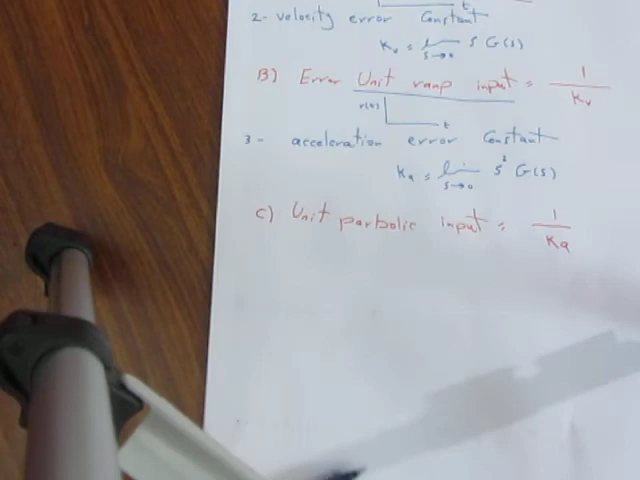 t
2- velocity error Constant
Kv = lim S→0 S G(s)
B) Error Unit ramp input = 1/Kv
r(t)
t
3- acceleration error Constant
Ka = lim S→0 S² G(s)
C) Unit parbolic input = 1/Ka